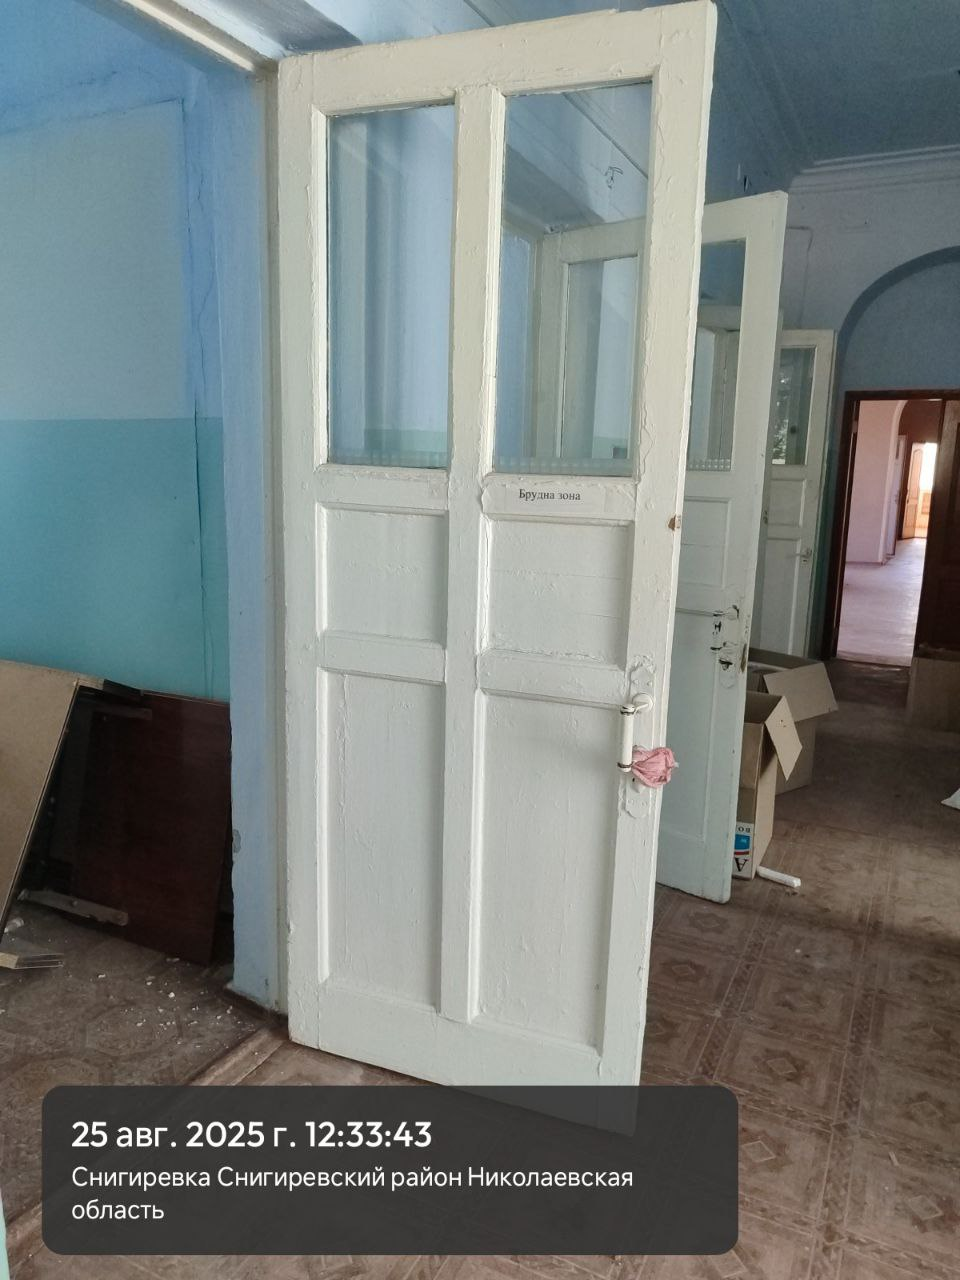 Брудна зона
25 авг. 2025 г. 12:33:43
Снигиревка Снигиревский район Николаевская
область